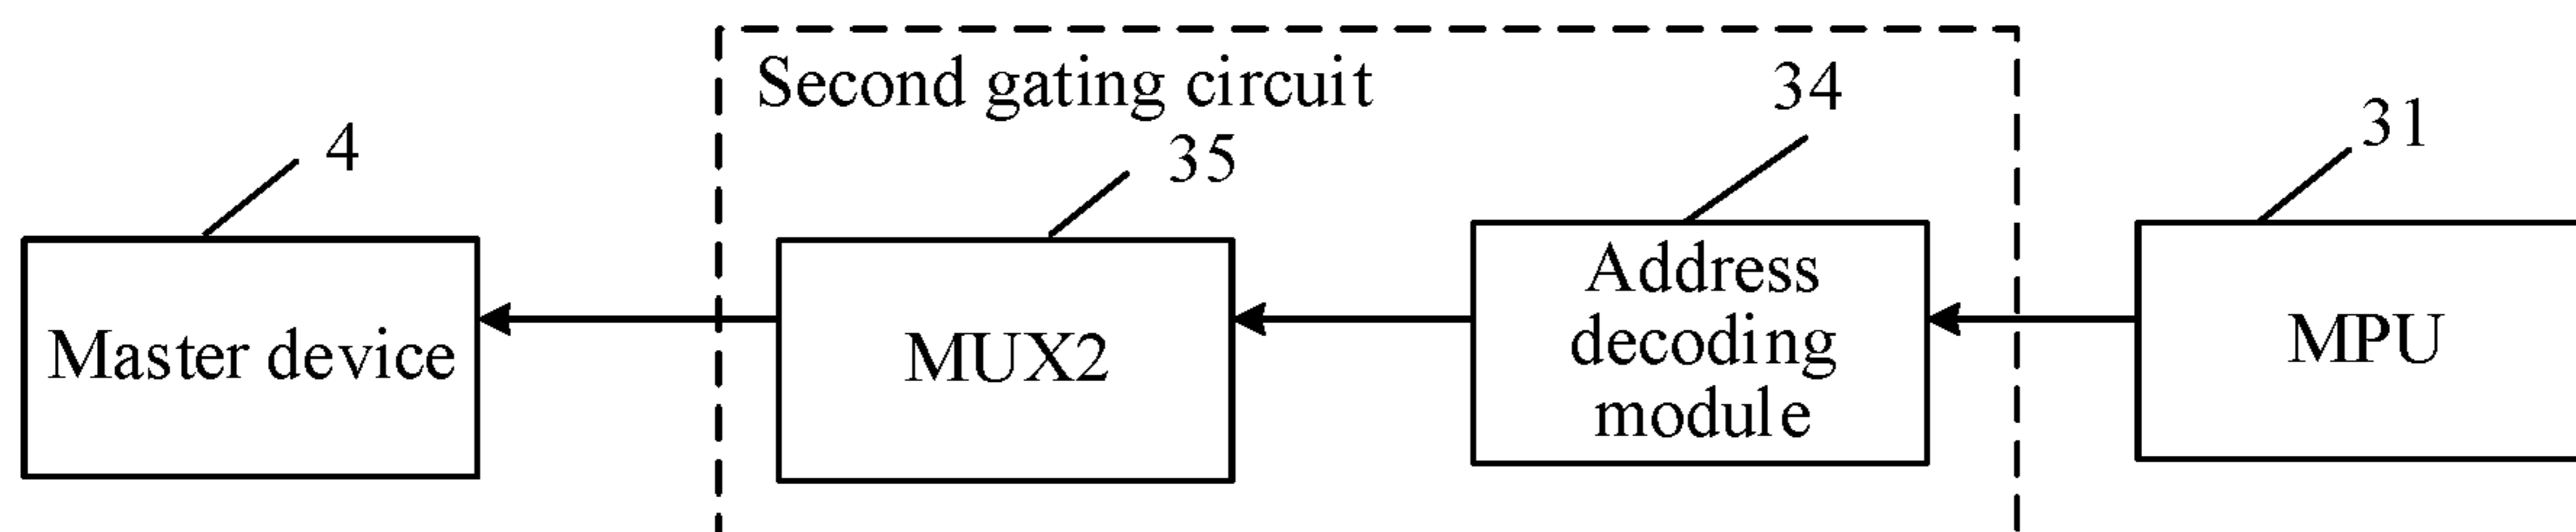 Second gating circuit
34
31
4
35
Master device
MUX2
Address
decoding
module
MPU